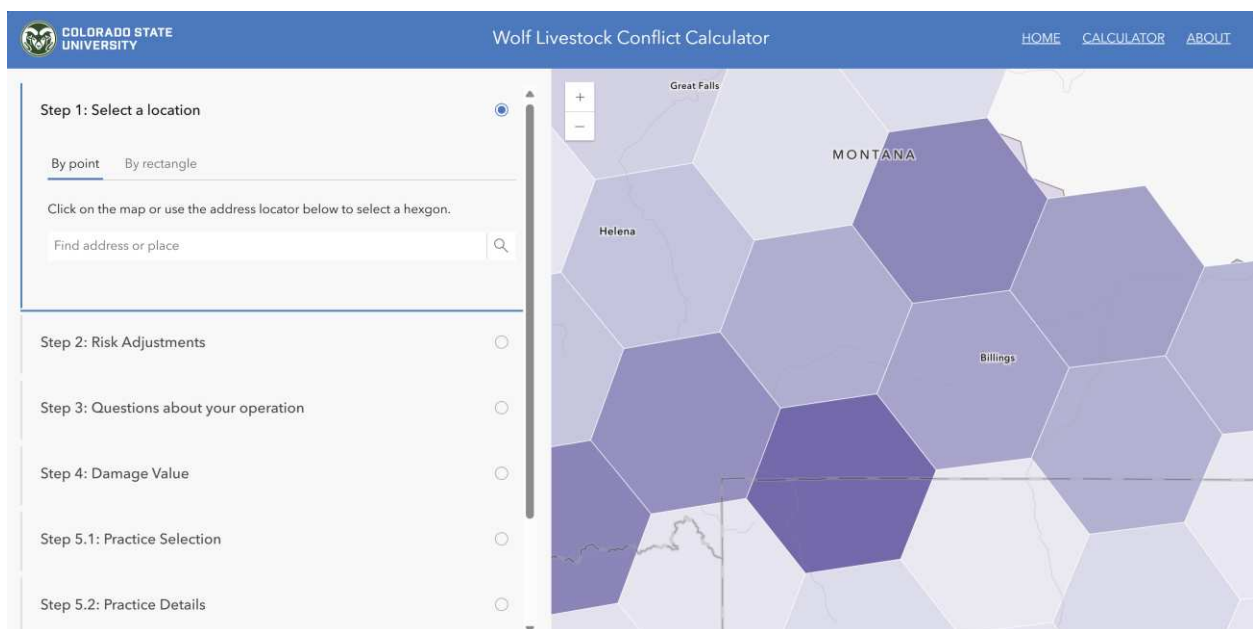 COLORADO STATE
UNIVERSITY
Wolf Livestock Conflict Calculator
HOME
CALCULATOR
ABOUT
Step 1: Select a location
By point
By rectangle
Click on the map or use the address locator below to select a hexgon.
Find address or place
Step 2: Risk Adjustments
Step 3: Questions about your operation
Step 4: Damage Value
Step 5.1: Practice Selection
Step 5.2: Practice Details
+
−
Great Falls
MONTANA
Helena
Billings